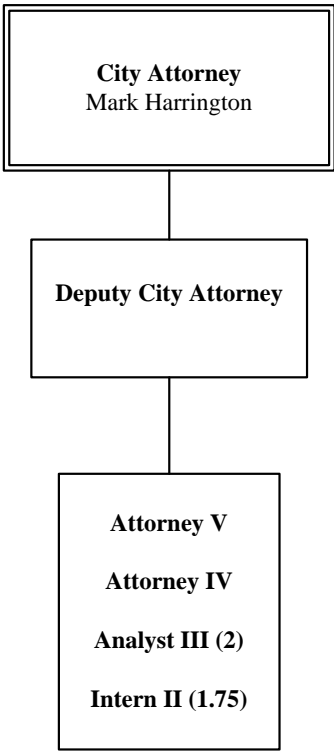 City Attorney
Mark Harrington
Deputy City Attorney
Attorney V
Attorney IV
Analyst III (2)
Intern II (1.75)